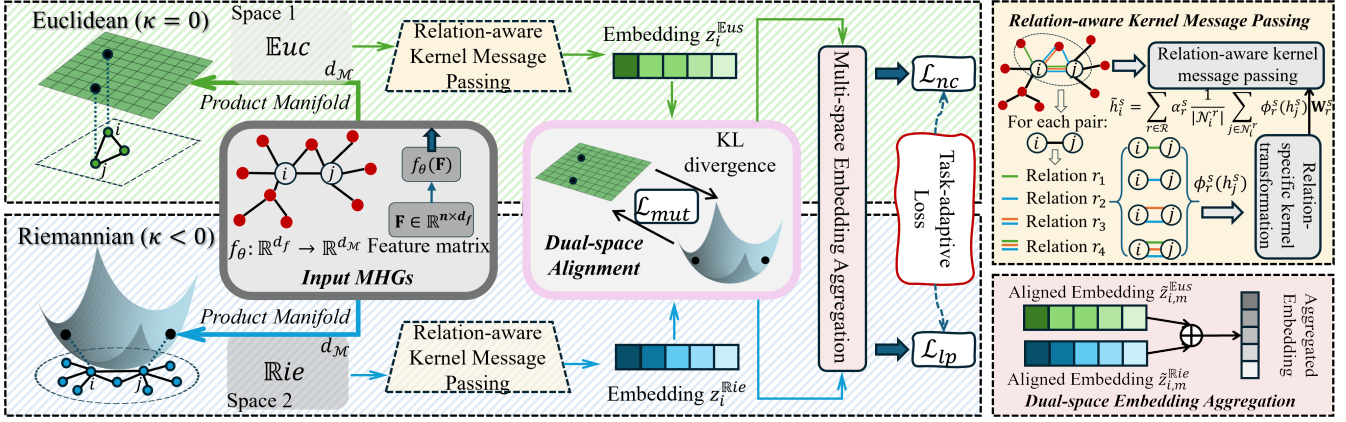 Euclidean (κ = 0)
Space 1
𝔼uc
d_ℳ
Product Manifold
i
j
Relation-aware
Kernel Message
Passing
Embedding z_i^{𝔼us}
i
j
f_θ(F)
F ∈ ℝ^{n×d_f}
Feature matrix
f_θ: ℝ^{d_f} → ℝ^{d_ℳ}
Input MHGs
KL
divergence
ℒ_mut
Dual-space
Alignment
Multi-space Embedding Aggregation
ℒ_nc
Task-adaptive
Loss
ℒ_lp
Riemannian (κ < 0)
Product Manifold
d_ℳ
ℝie
Space 2
i
j
Relation-aware
Kernel Message
Passing
Embedding z_i^{ℝie}
Relation-aware Kernel Message Passing
i
j
Relation-aware kernel
message passing
h̃_i^s = ∑_{r∈ℛ} α_r^s 1/|𝒩_i^r| ∑_{j∈𝒩_i^r} ϕ_r^s(h_j^s) W_r^s
For each pair:
i
j
Relation r_1
Relation r_2
Relation r_3
Relation r_4
i
j
i
j
i
j
i
j
ϕ_r^s(h_j^s)
Relation-
specific kernel
transformation
Aligned Embedding z̃_{i,m}^{𝔼us}
Aligned Embedding z̃_{i,m}^{ℝie}
Aggregated
Embedding
Dual-space Embedding Aggregation